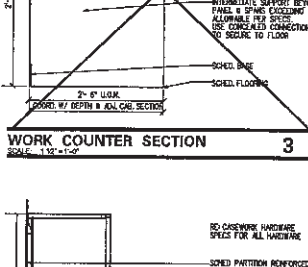 INTERMEDIATE SUPPORT BEYOND
PANEL @ SPANS EXCEEDING
ALLOWABLE PER SPECS.
USE CONCEALED CONNECTION
TO SECURE TO FLOOR
SCHED. BASE
SCHED. FLOORING
2'- 6" U.O.N.
COORD. W/ DEPTH @ ADJ. CAB. SECTION
WORK COUNTER SECTION 3
SCALE: 1 1/2"=1'-0"
RE: CASEWORK HARDWARE
SPECS FOR ALL HARDWARE
SCHED PARTITION REINFORCED